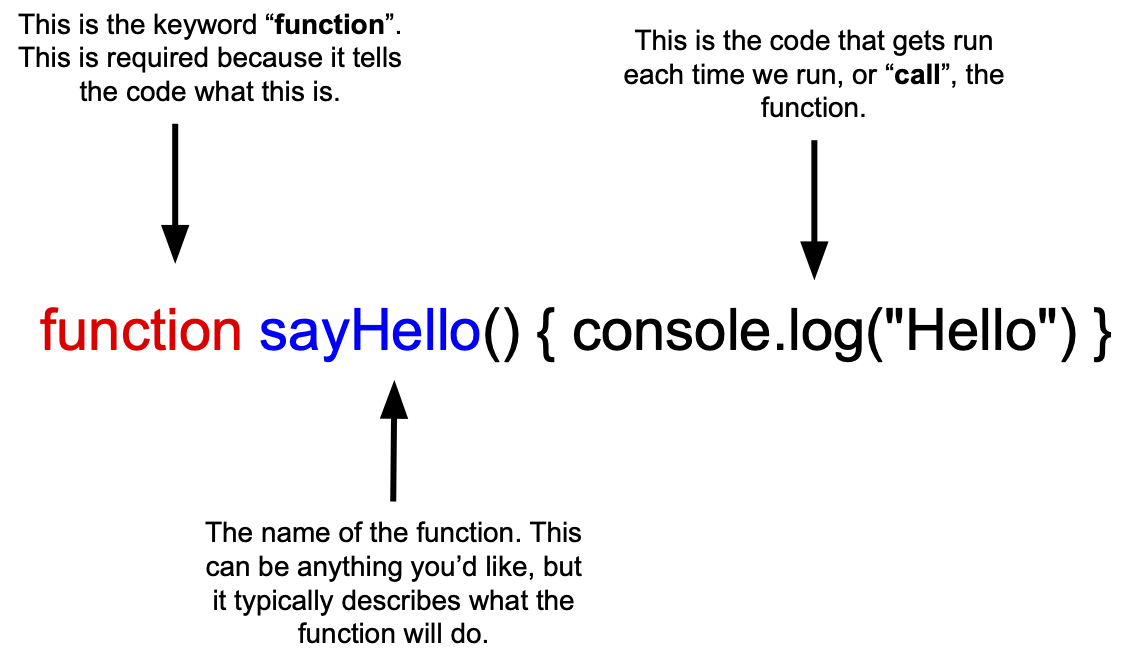 This is the keyword “function”.
This is required because it tells
the code what this is.
This is the code that gets run
each time we run, or “call”, the
function.
function sayHello() { console.log("Hello") }
The name of the function. This
can be anything you’d like, but
it typically describes what the
function will do.